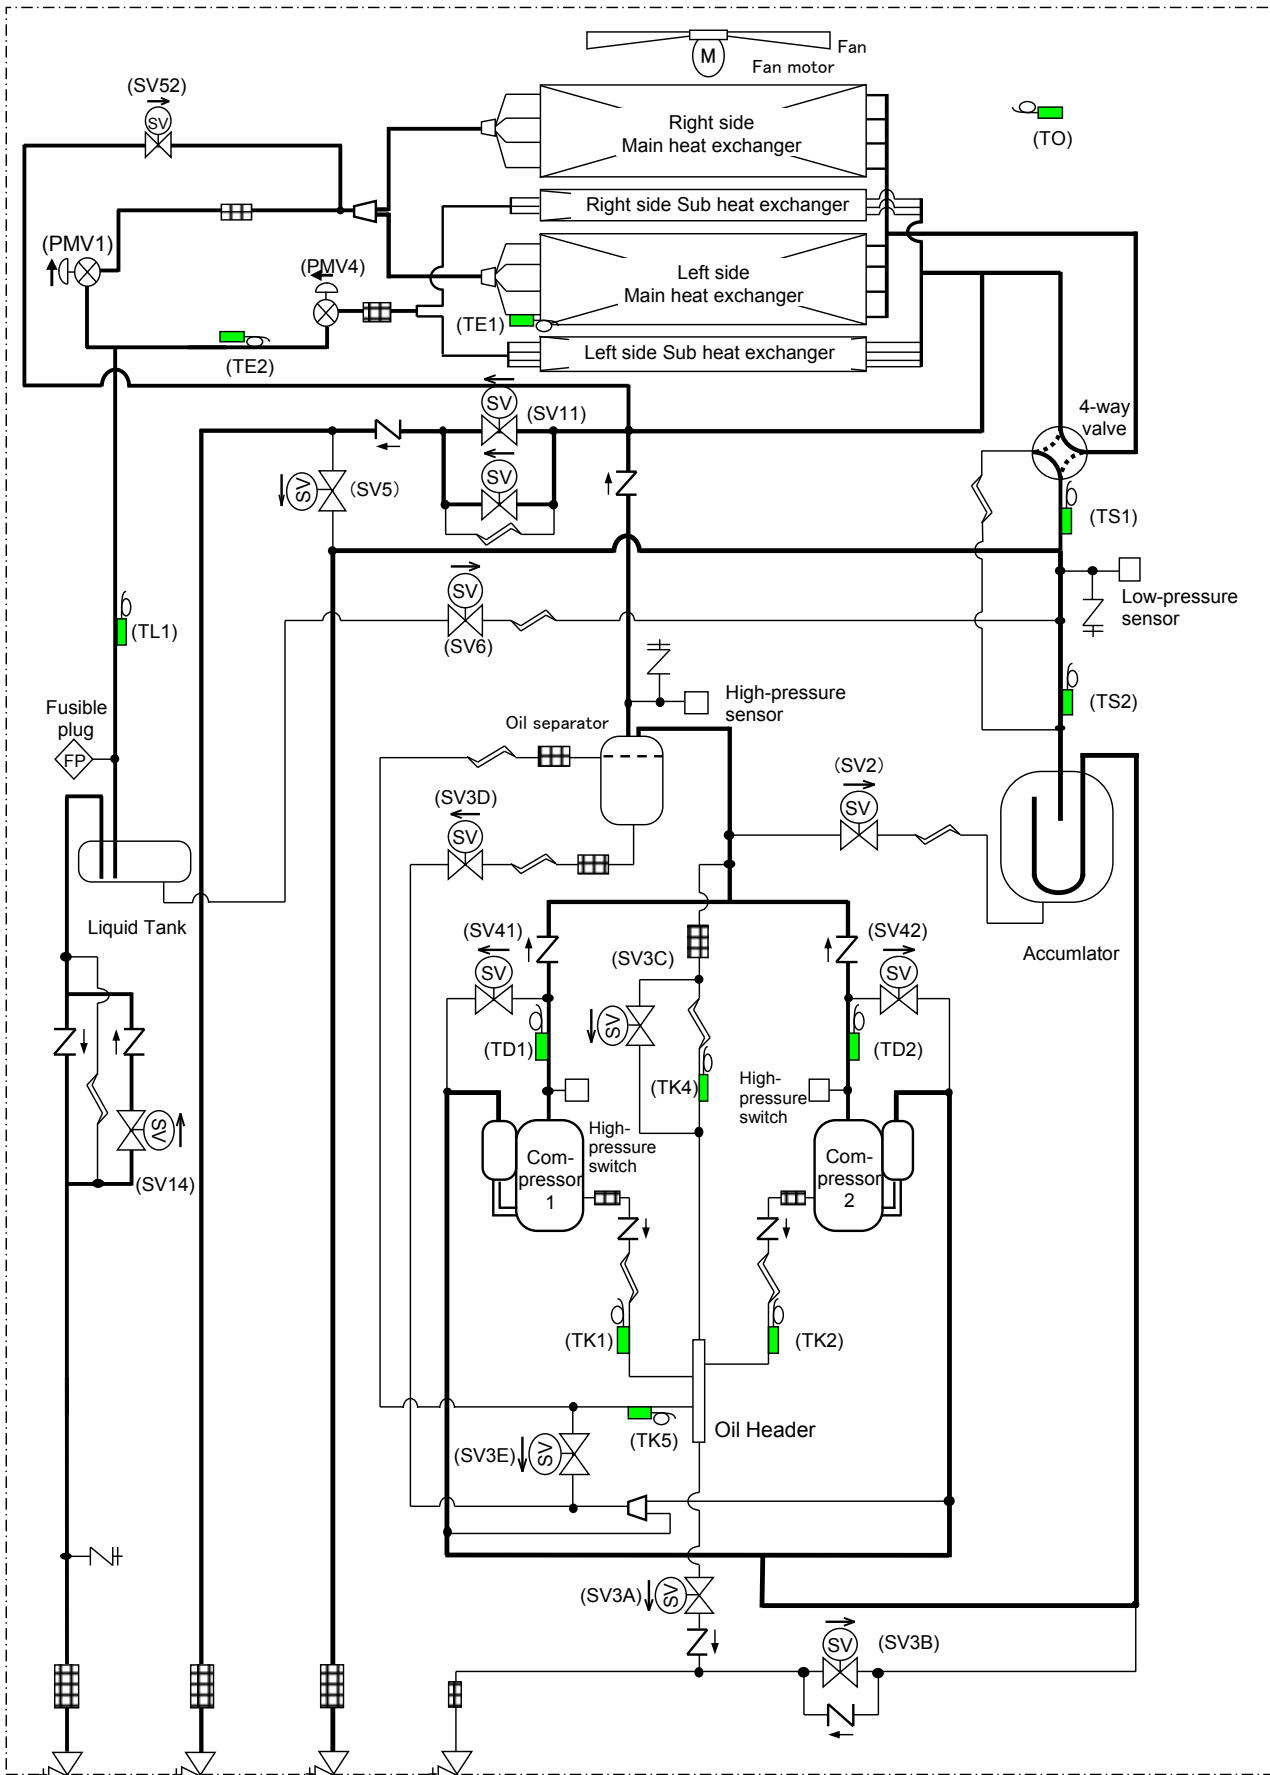 Fan
M
Fan motor
(SV52)
SV
Right side
Main heat exchanger
(TO)
Right side Sub heat exchanger
(PMV1)
(PMV4)
Left side
Main heat exchanger
(TE1)
Left side Sub heat exchanger
(TE2)
SV
(SV11)
4-way
valve
SV
(SV5)
SV
(TS1)
SV
(SV6)
Low-pressure
sensor
(TL1)
Fusible
plug
FP
High-pressure
sensor
Oil separator
(TS2)
(SV2)
SV
(SV3D)
SV
Liquid Tank
(SV41)
SV
(SV3C)
SV
(SV42)
SV
Accumlator
(TD1)
(TK4)
(TD2)
High-
pressure
switch
High-
pressure
switch
Com-
pressor
1
Com-
pressor
2
SV
(SV14)
(TK1)
(TK2)
(TK5)
Oil Header
(SV3E)
SV
(SV3A)
SV
SV
(SV3B)